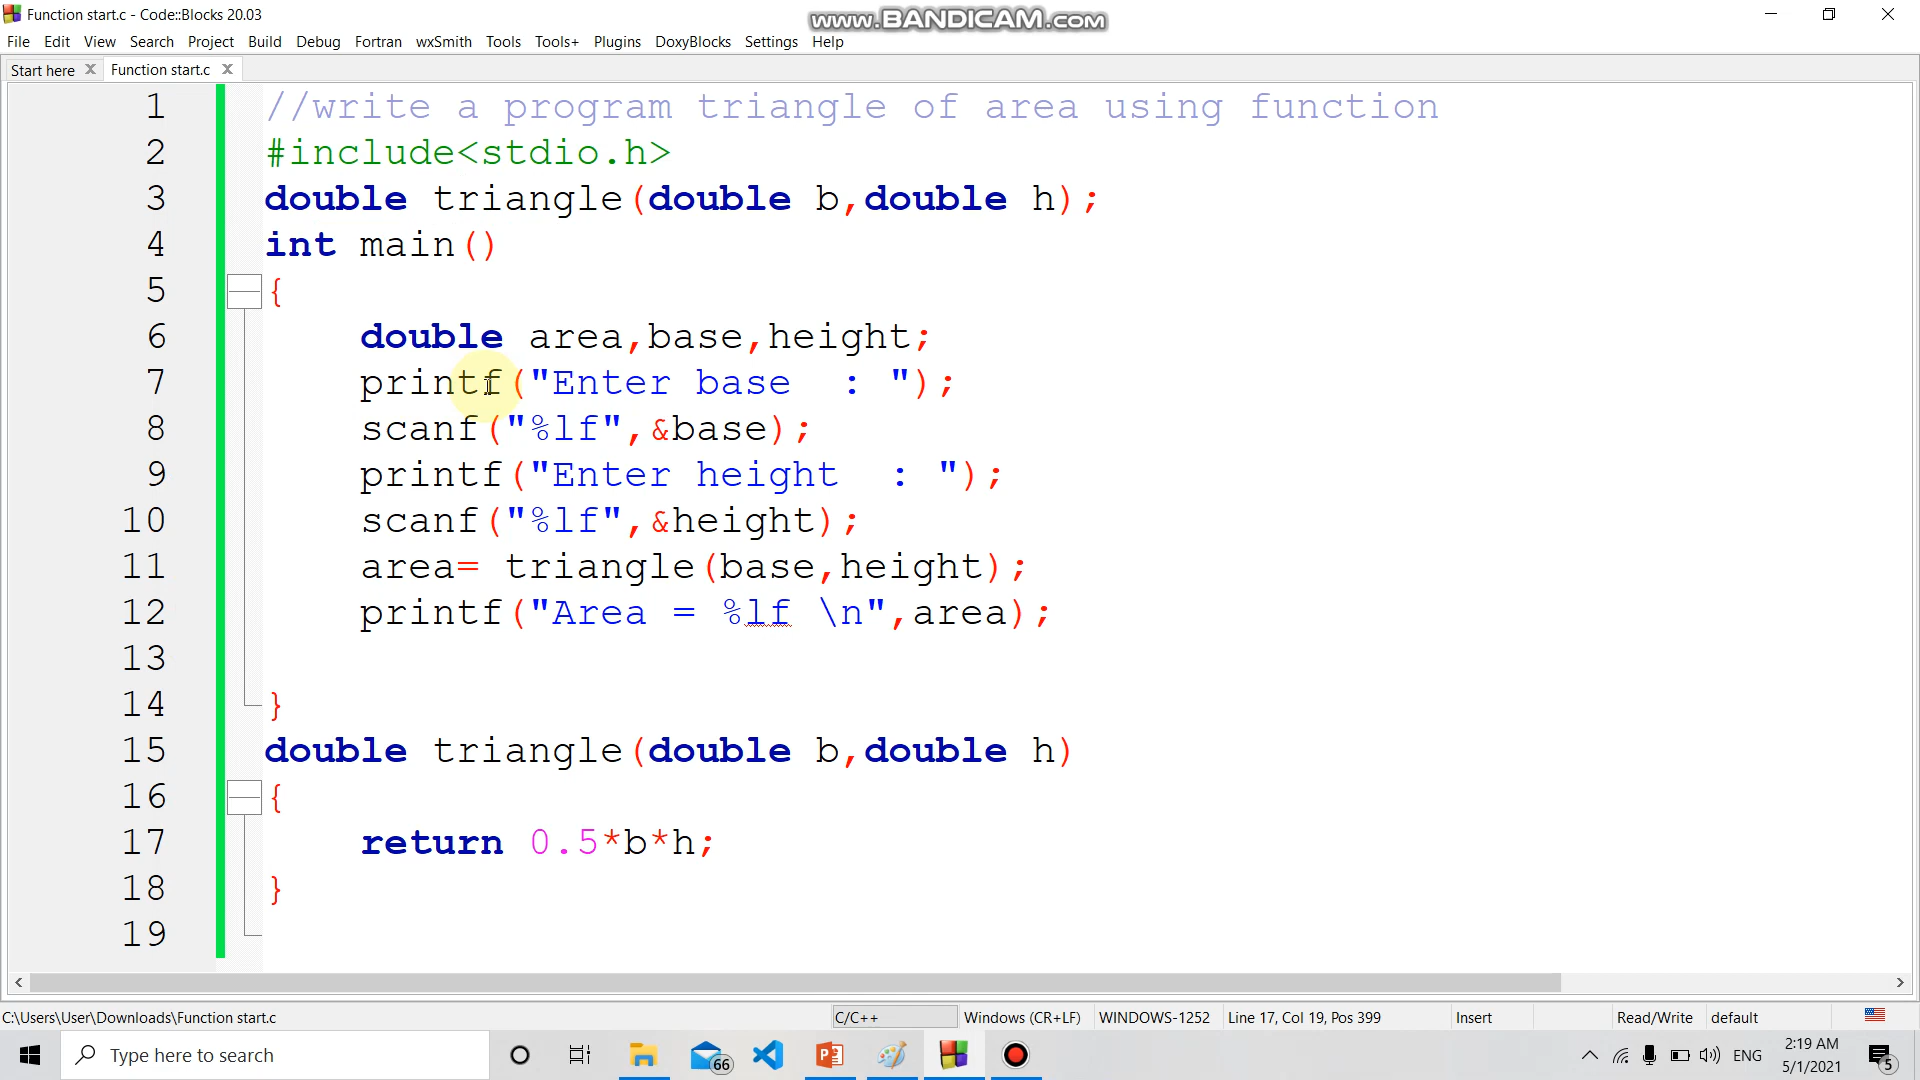 Function start.c - Code::Blocks 20.03
www.BANDICAM.com
File Edit View Search Project Build Debug Fortran wxSmith Tools Tools+ Plugins DoxyBlocks Settings Help
Start here X Function start.c X
1 //write a program triangle of area using function
2 #include<stdio.h>
3 double triangle(double b,double h);
4 int main()
5 {
6 double area,base,height;
7 printf("Enter base  : ");
8 scanf("%lf",&base);
9 printf("Enter height  : ");
10 scanf("%lf",&height);
11 area= triangle(base,height);
12 printf("Area = %lf \n",area);
13
14 }
15 double triangle(double b,double h)
16 {
17 return 0.5*b*h;
18 }
19
C:\Users\User\Downloads\Function start.c C/C++ Windows (CR+LF) WINDOWS-1252 Line 17, Col 19, Pos 399 Insert Read/Write default
Type here to search 66 ENG 2:19 AM 5
5/1/2021